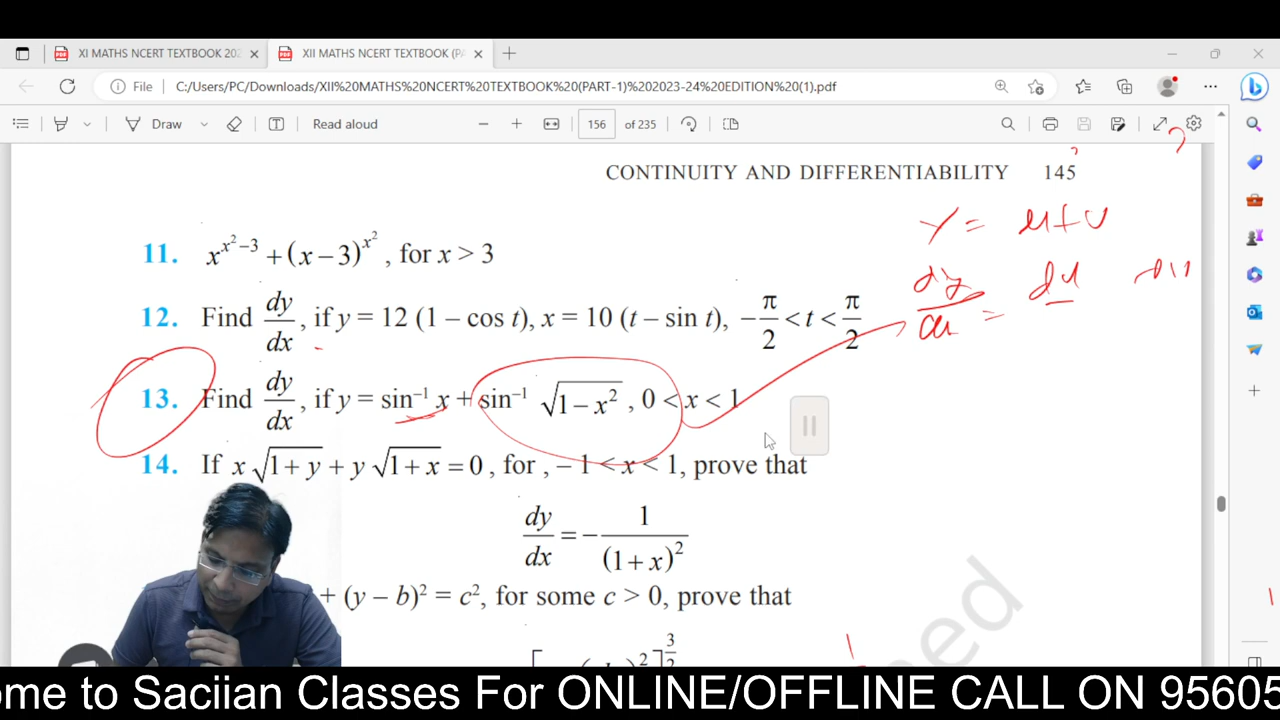 XI MATHS NCERT TEXTBOOK 202
XII MATHS NCERT TEXTBOOK (PA
File C:/Users/PC/Downloads/XII%20MATHS%20NCERT%20TEXTBOOK%20(PART-1)%202023-24%20EDITION%20(1).pdf
Draw Read aloud 156 of 235
CONTINUITY AND DIFFERENTIABILITY 145
y = u+v
11. x^{x²−3} + (x−3)^{x²}, for x > 3
dy/dx = du
12. Find dy/dx, if y = 12 (1 – cos t), x = 10 (t – sin t), −π/2 < t < π/2
13. Find dy/dx, if y = sin⁻¹ x + sin⁻¹ √(1−x²), 0 < x < 1
14. If x√(1+y) + y√(1+x) = 0, for , – 1 < x < 1, prove that
dy/dx = − 1/(1+x)²
+ (y – b)² = c², for some c > 0, prove that
ome to Saciian Classes For ONLINE/OFFLINE CALL ON 95605